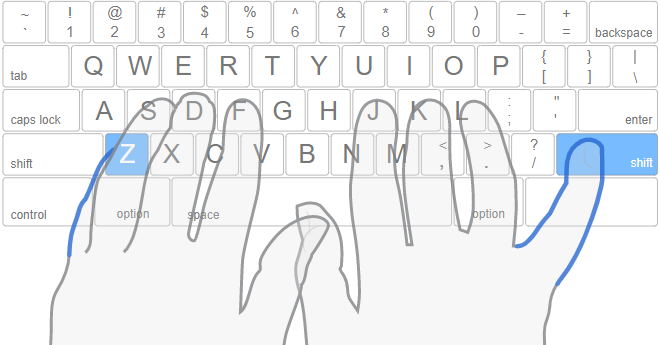 ~ ! @ # $ % ^ & * ( ) – +
` 1 2 3 4 5 6 7 8 9 0 - = backspace
tab Q W E R T Y U I O P { [ } ] | \
caps lock A S D F G H J K L : ; " ' enter
shift Z X C V B N M < , > . ? / shift
control option space option